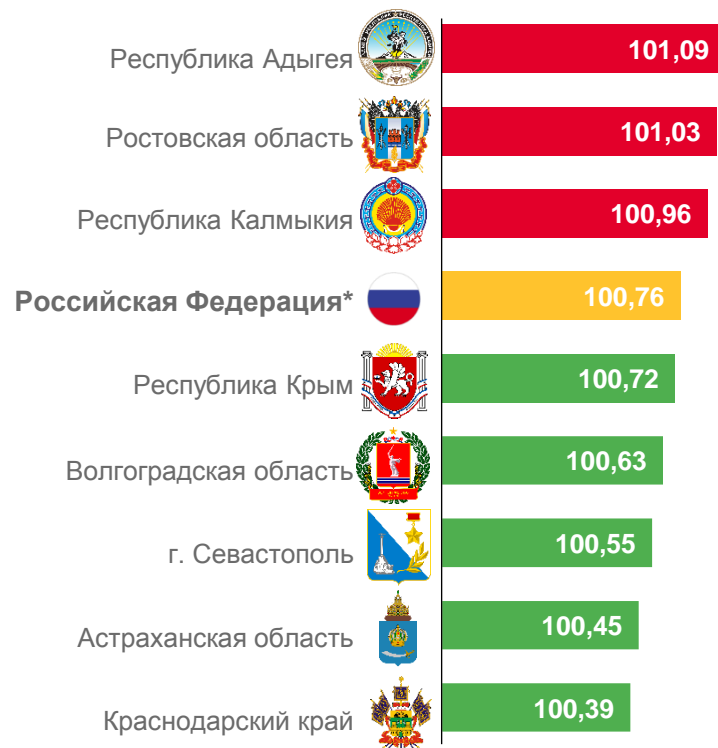 Республика Адыгея 101,09
Ростовская область 101,03
Республика Калмыкия 100,96
Российская Федерация* 100,76
Республика Крым 100,72
Волгоградская область 100,63
г. Севастополь 100,55
Астраханская область 100,45
Краснодарский край 100,39